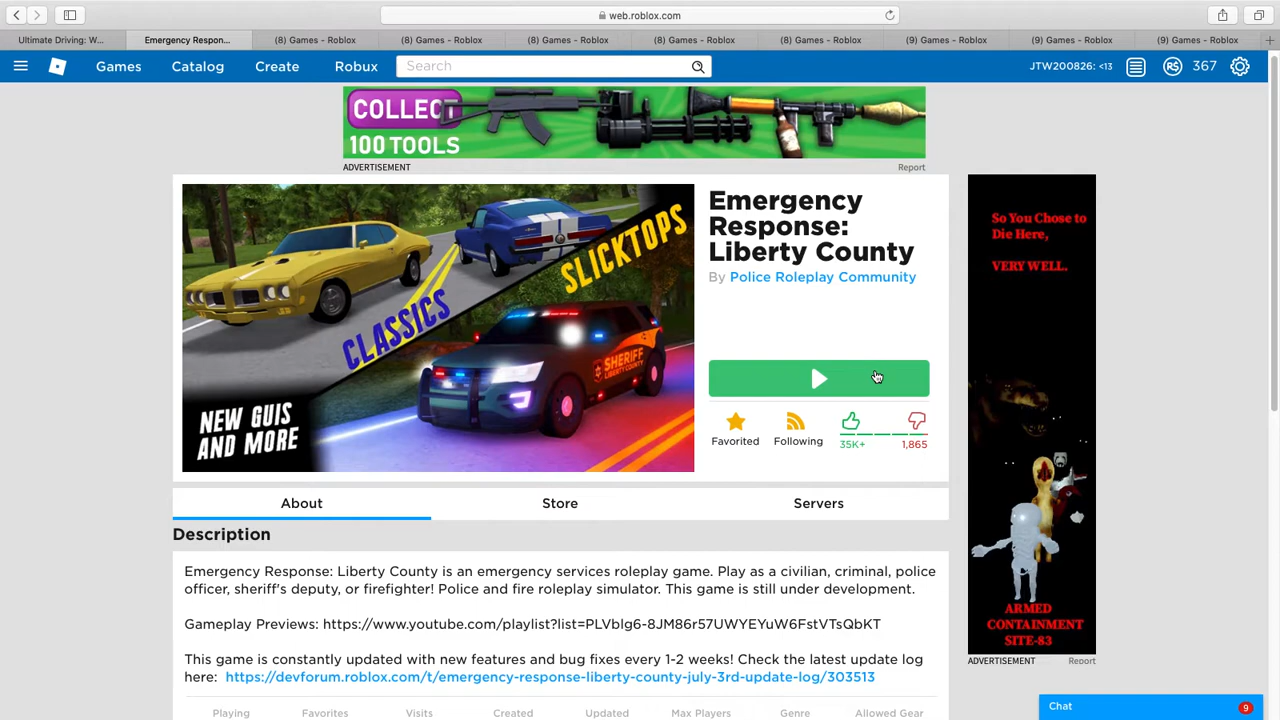 web.roblox.com
Ultimate Driving: W...
Emergency Respon...
(8) Games - Roblox
(8) Games - Roblox
(8) Games - Roblox
(8) Games - Roblox
(8) Games - Roblox
(9) Games - Roblox
(9) Games - Roblox
(9) Games - Roblox
Games
Catalog
Create
Robux
Search
JTW200826: <13
367
COLLECT
100 TOOLS
ADVERTISEMENT
Report
CLASSICS
SLICKTOPS
SHERIFF
LIBERTY COUNTY
NEW GUIS
AND MORE
Emergency
Response:
Liberty County
By Police Roleplay Community
Favorited
Following
35K+
1,865
So You Chose to
Die Here,
VERY WELL.
ARMED
CONTAINMENT
SITE-83
ADVERTISEMENT
Report
About
Store
Servers
Description
Emergency Response: Liberty County is an emergency services roleplay game. Play as a civilian, criminal, police
officer, sheriff's deputy, or firefighter! Police and fire roleplay simulator. This game is still under development.
Gameplay Previews: https://www.youtube.com/playlist?list=PLVblg6-8JM86r57UWYEYuW6FstVTsQbKT
This game is constantly updated with new features and bug fixes every 1-2 weeks! Check the latest update log
here: https://devforum.roblox.com/t/emergency-response-liberty-county-july-3rd-update-log/303513
Playing
Favorites
Visits
Created
Updated
Max Players
Genre
Allowed Gear
Chat
9